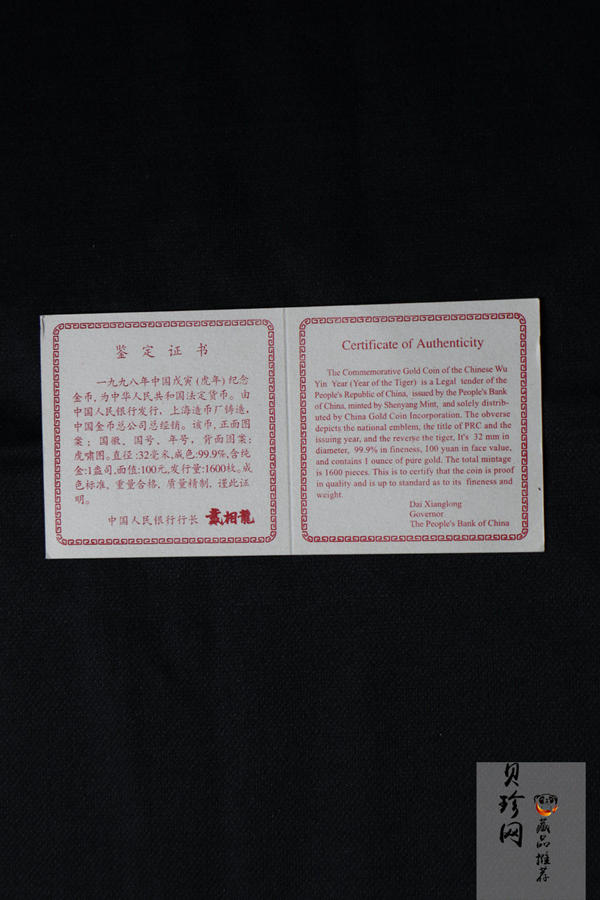 鉴定证书
一九九八年中国戊寅(虎年)纪念
金币,为中华人民共和国法定货币。由
中国人民银行发行,上海造币厂铸造,
中国金币总公司总经销。该币,正面图
案:国徽、国号、年号,背面图案:
虎啸图。直径:32毫米,成色:99.9%,含纯
金:1盎司,面值:100元,发行量:1600枚。成
色标准,重量合格,质量精制,谨此证
明。
中国人民银行行长 戴相龍
Certificate of Authenticity
The Commemorative Gold Coin of the Chinese Wu
Yin Year (Year of the Tiger) is a Legal tender of the
People's Republic of China, issued by the People's Bank
of China, minted by Shenyang Mint, and solely distrib-
uted by China Gold Coin Incorporation. The obverse
depicts the national emblem, the title of PRC and the
issuing year, and the reverse the tiger, It's 32 mm in
diameter, 99.9% in fineness, 100 yuan in face value,
and contains 1 ounce of pure gold. The total mintage
is 1600 pieces. This is to certify that the coin is proof
in quality and is up to standard as to its fineness and
weight.
Dai Xianglong
Governor
The People's Bank of China
贝珍网
藏品推荐